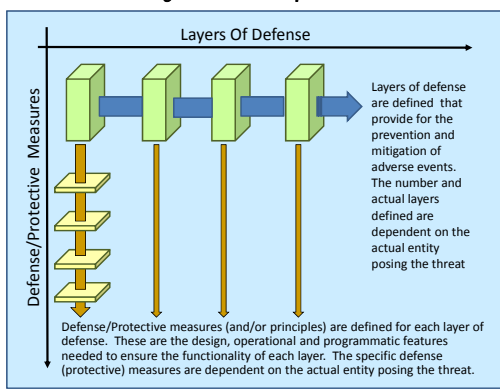 Layers Of Defense
Defense/Protective Measures
Layers of defense
are defined that
provide for the
prevention and
mitigation of
adverse events.
The number and
actual layers
defined are
dependent on the
actual entity
posing the threat
Defense/Protective measures (and/or principles) are defined for each layer of
defense. These are the design, operational and programmatic features
needed to ensure the functionality of each layer. The specific defense
(protective) measures are dependent on the actual entity posing the threat.